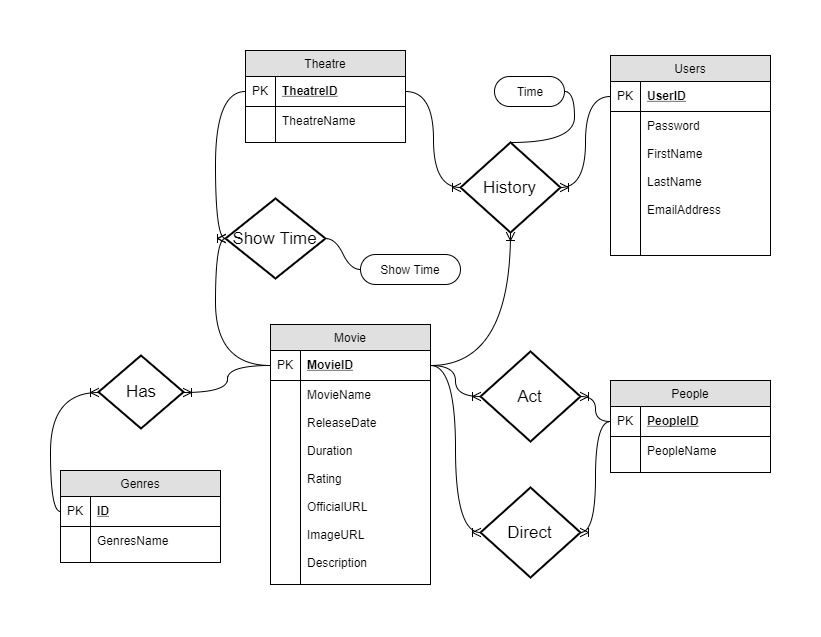 Theatre
PK TheatreID
TheatreName
Time
Users
PK UserID
Password
FirstName
LastName
EmailAddress
History
Show Time
Show Time
Movie
PK MovieID
MovieName
ReleaseDate
Duration
Rating
OfficialURL
ImageURL
Description
Has
Genres
PK ID
GenresName
Act
People
PK PeopleID
PeopleName
Direct